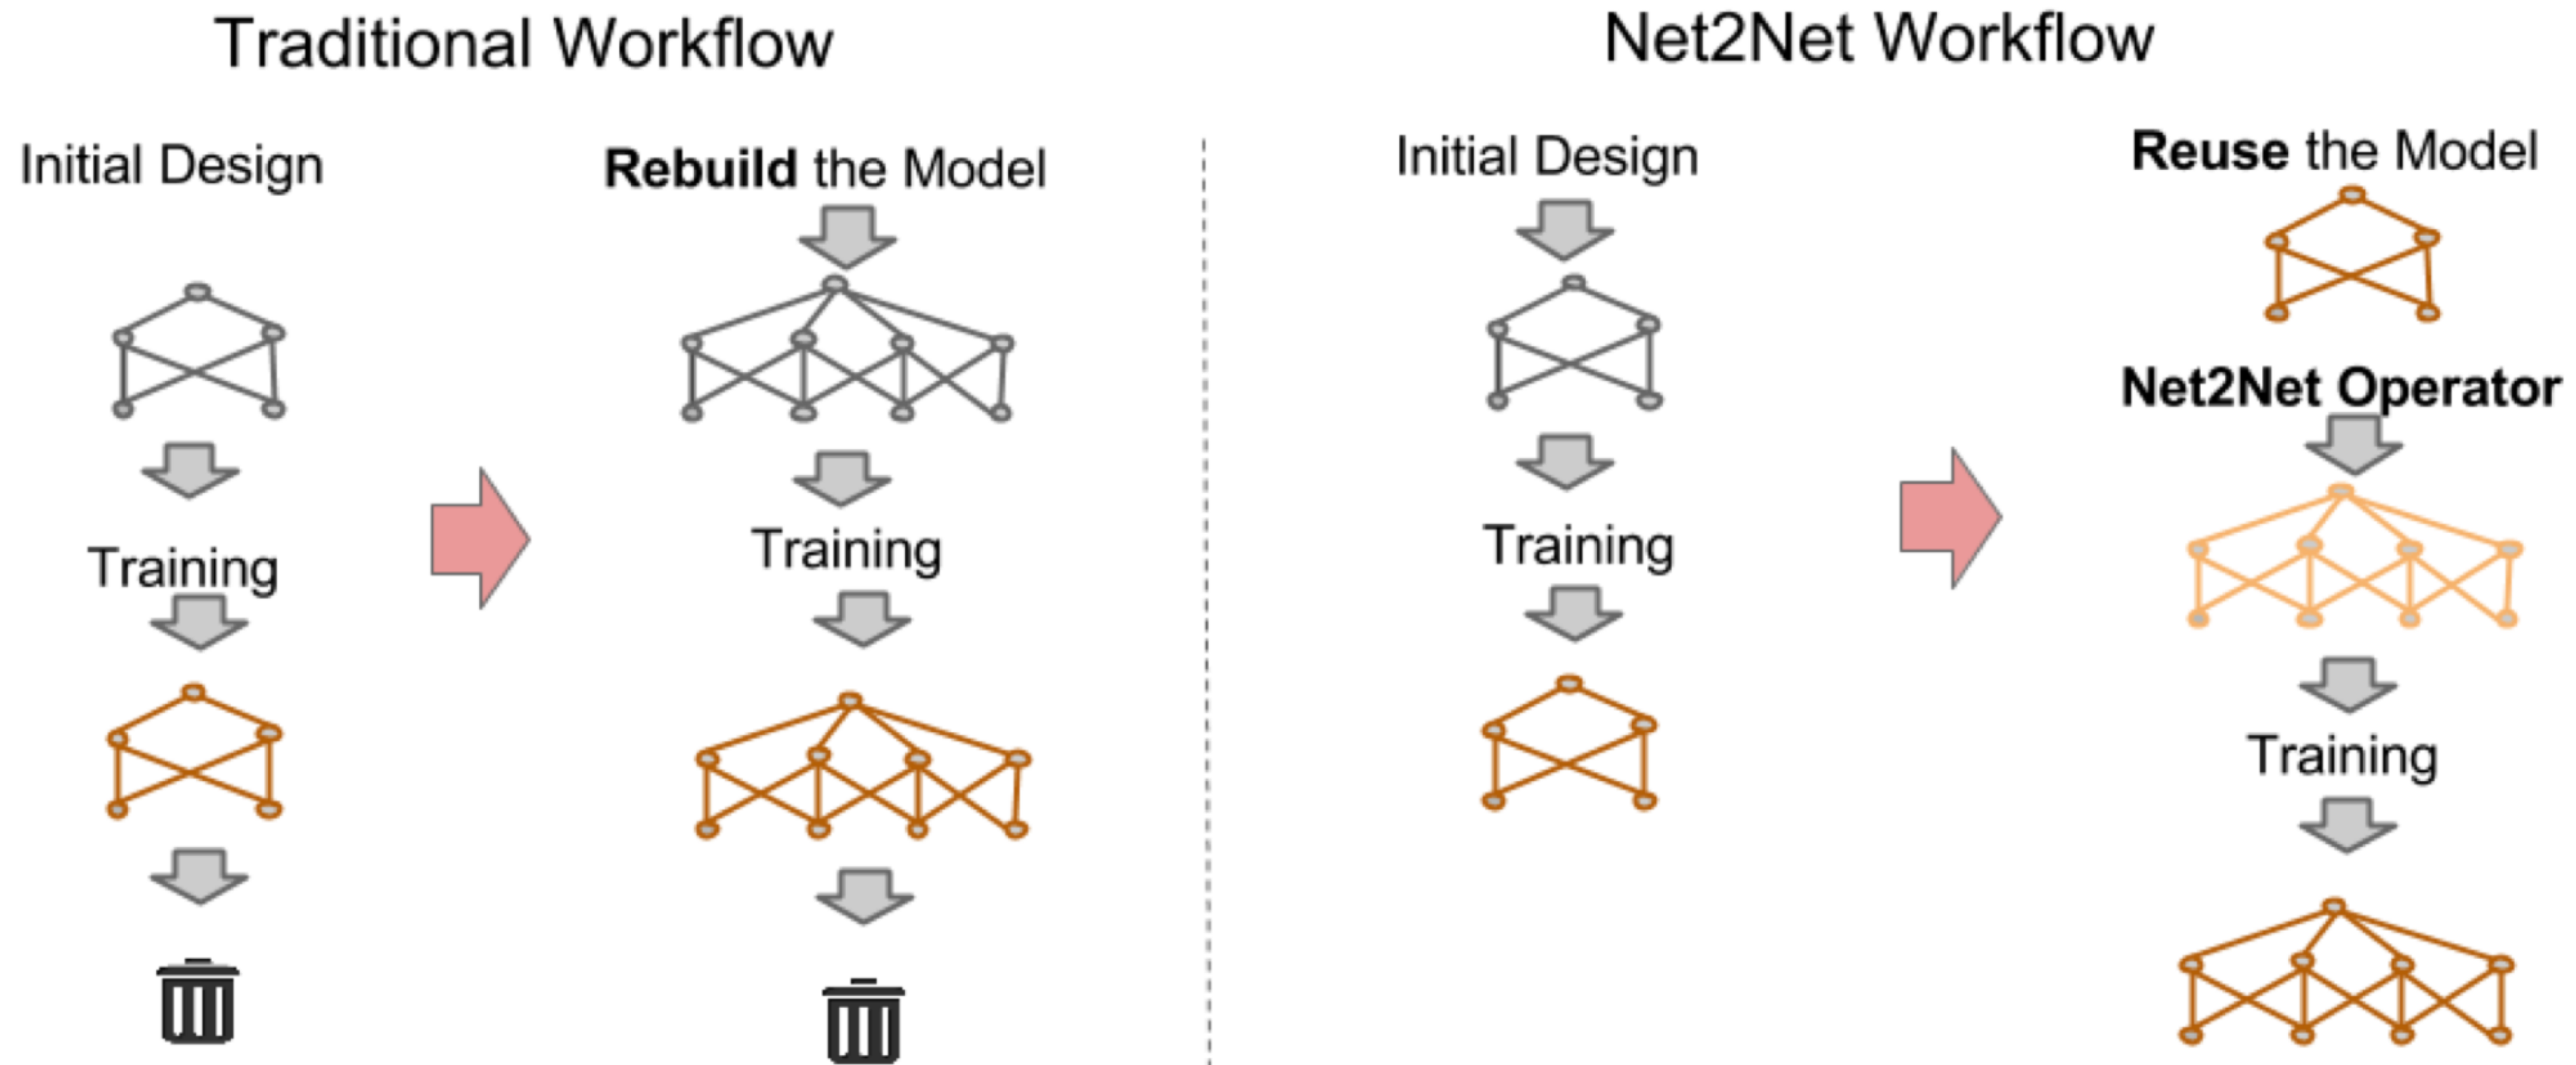 Traditional Workflow
Initial Design
Training
Rebuild the Model
Training
Net2Net Workflow
Initial Design
Training
Reuse the Model
Net2Net Operator
Training